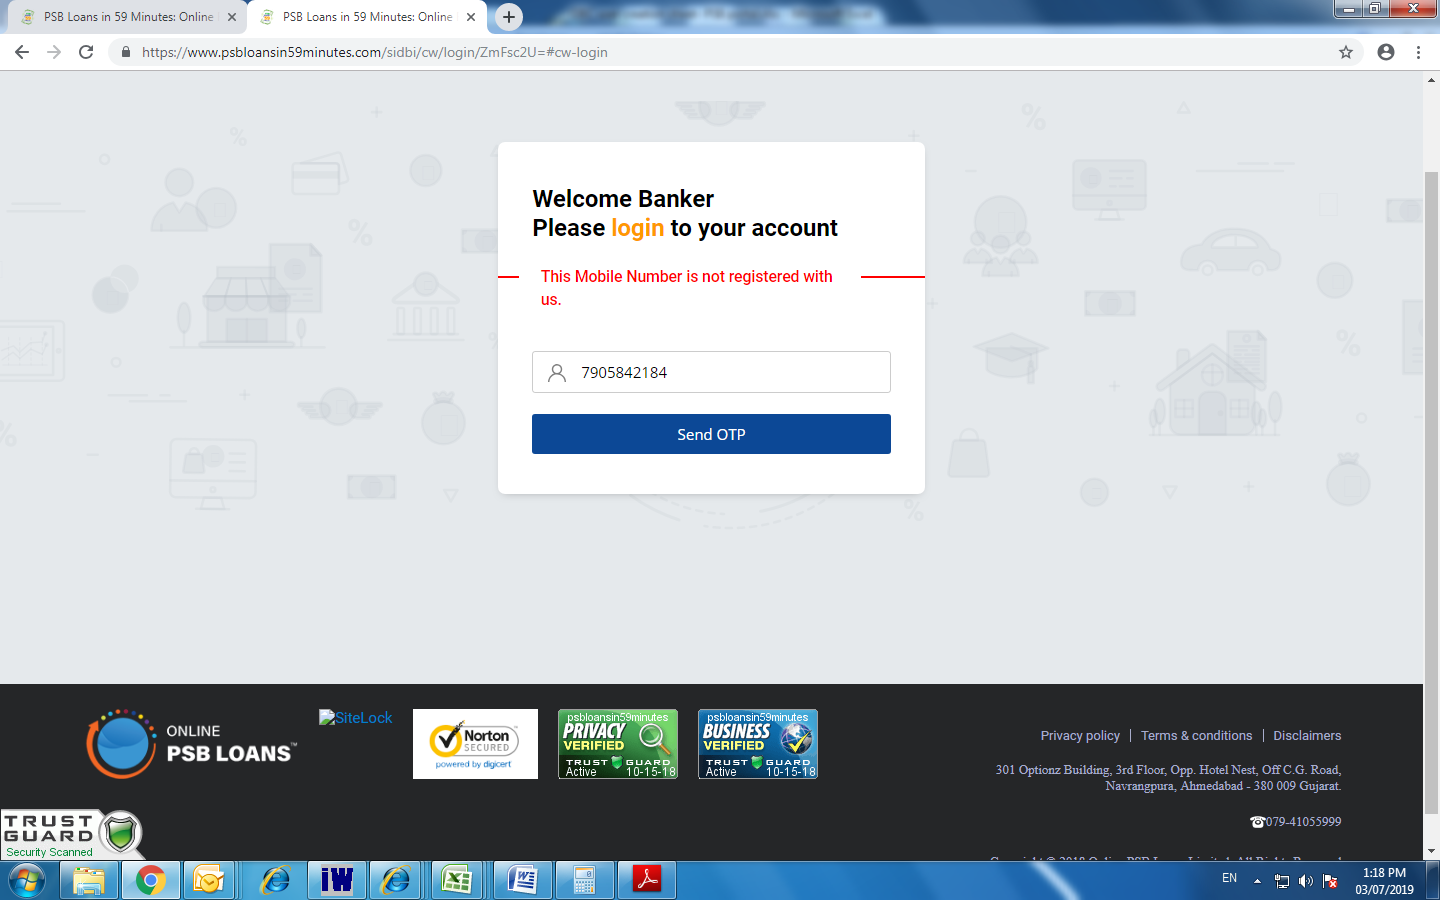 PSB Loans in 59 Minutes: Online
PSB Loans in 59 Minutes: Online
https://www.psbloansin59minutes.com/sidbi/cw/login/ZmFsc2U=#cw-login
Welcome Banker
Please login to your account
This Mobile Number is not registered with
us.
7905842184
Send OTP
ONLINE
PSB LOANS™
SiteLock
Norton
SECURED
powered by digicert
psbloansin59minutes
PRIVACY
VERIFIED
TRUST GUARD
Active 10-15-18
psbloansin59minutes
BUSINESS
VERIFIED
TRUST GUARD
Active 10-15-18
Privacy policy | Terms & conditions | Disclaimers
301 Optionz Building, 3rd Floor, Opp. Hotel Nest, Off C.G. Road,
Navrangpura, Ahmedabad - 380 009 Gujarat.
☎079-41055999
TRUST
GUARD
Security Scanned
iW
EN
1:18 PM
03/07/2019